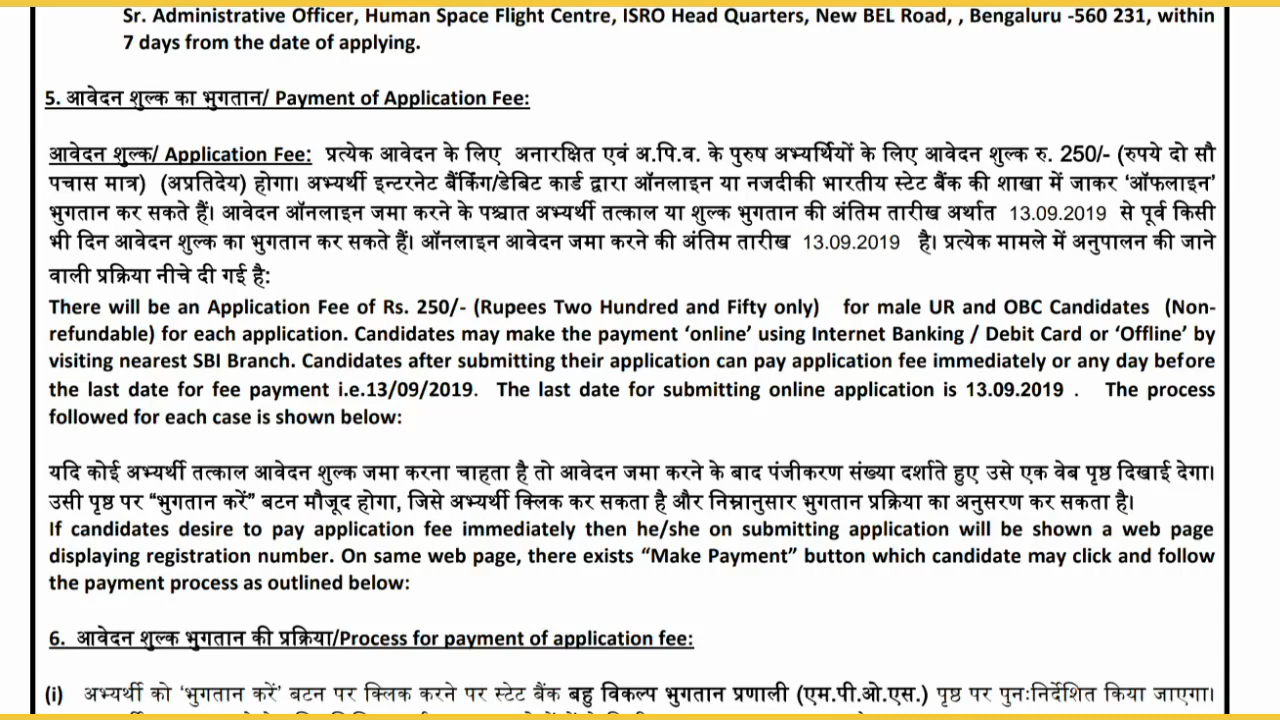 Sr. Administrative Officer, Human Space Flight Centre, ISRO Head Quarters, New BEL Road, , Bengaluru -560 231, within
7 days from the date of applying.
5. आवेदन शुल्क का भुगतान/ Payment of Application Fee:
आवेदन शुल्क/ Application Fee: प्रत्येक आवेदन के लिए अनारक्षित एवं अ.पि.व. के पुरुष अभ्यर्थियों के लिए आवेदन शुल्क रु. 250/- (रुपये दो सौ
पचास मात्र) (अप्रतिदेय) होगा। अभ्यर्थी इन्टरनेट बैंकिंग/डेबिट कार्ड द्वारा ऑनलाइन या नजदीकी भारतीय स्टेट बैंक की शाखा में जाकर ‘ऑफलाइन’
भुगतान कर सकते हैं। आवेदन ऑनलाइन जमा करने के पश्चात अभ्यर्थी तत्काल या शुल्क भुगतान की अंतिम तारीख अर्थात 13.09.2019 से पूर्व किसी
भी दिन आवेदन शुल्क का भुगतान कर सकते हैं। ऑनलाइन आवेदन जमा करने की अंतिम तारीख 13.09.2019 है। प्रत्येक मामले में अनुपालन की जाने
वाली प्रक्रिया नीचे दी गई है:
There will be an Application Fee of Rs. 250/- (Rupees Two Hundred and Fifty only) for male UR and OBC Candidates (Non-
refundable) for each application. Candidates may make the payment ‘online’ using Internet Banking / Debit Card or ‘Offline’ by
visiting nearest SBI Branch. Candidates after submitting their application can pay application fee immediately or any day before
the last date for fee payment i.e.13/09/2019. The last date for submitting online application is 13.09.2019 . The process
followed for each case is shown below:
यदि कोई अभ्यर्थी तत्काल आवेदन शुल्क जमा करना चाहता है तो आवेदन जमा करने के बाद पंजीकरण संख्या दर्शाते हुए उसे एक वेब पृष्ठ दिखाई देगा।
उसी पृष्ठ पर “भुगतान करें” बटन मौजूद होगा, जिसे अभ्यर्थी क्लिक कर सकता है और निम्नानुसार भुगतान प्रक्रिया का अनुसरण कर सकता है।
If candidates desire to pay application fee immediately then he/she on submitting application will be shown a web page
displaying registration number. On same web page, there exists “Make Payment” button which candidate may click and follow
the payment process as outlined below:
6. आवेदन शुल्क भुगतान की प्रक्रिया/Process for payment of application fee:
(i) अभ्यर्थी को ‘भुगतान करें’ बटन पर क्लिक करने पर स्टेट बैंक बहु विकल्प भुगतान प्रणाली (एम.पी.ओ.एस.) पृष्ठ पर पुनःनिर्देशित किया जाएगा।